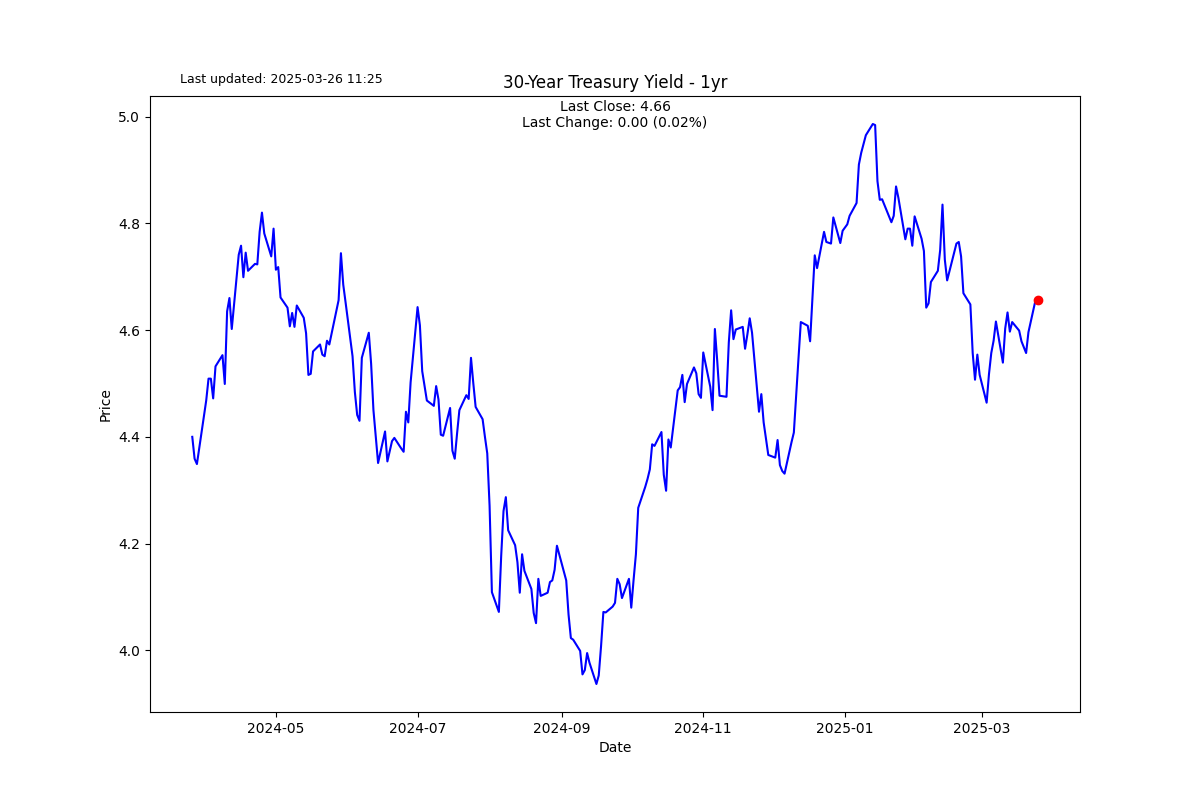 Last updated: 2025-03-26 11:25
30-Year Treasury Yield - 1yr
Last Close: 4.66
Last Change: 0.00 (0.02%)
5.0
4.8
4.6
4.4
4.2
4.0
Price
2024-05
2024-07
2024-09
2024-11
2025-01
2025-03
Date